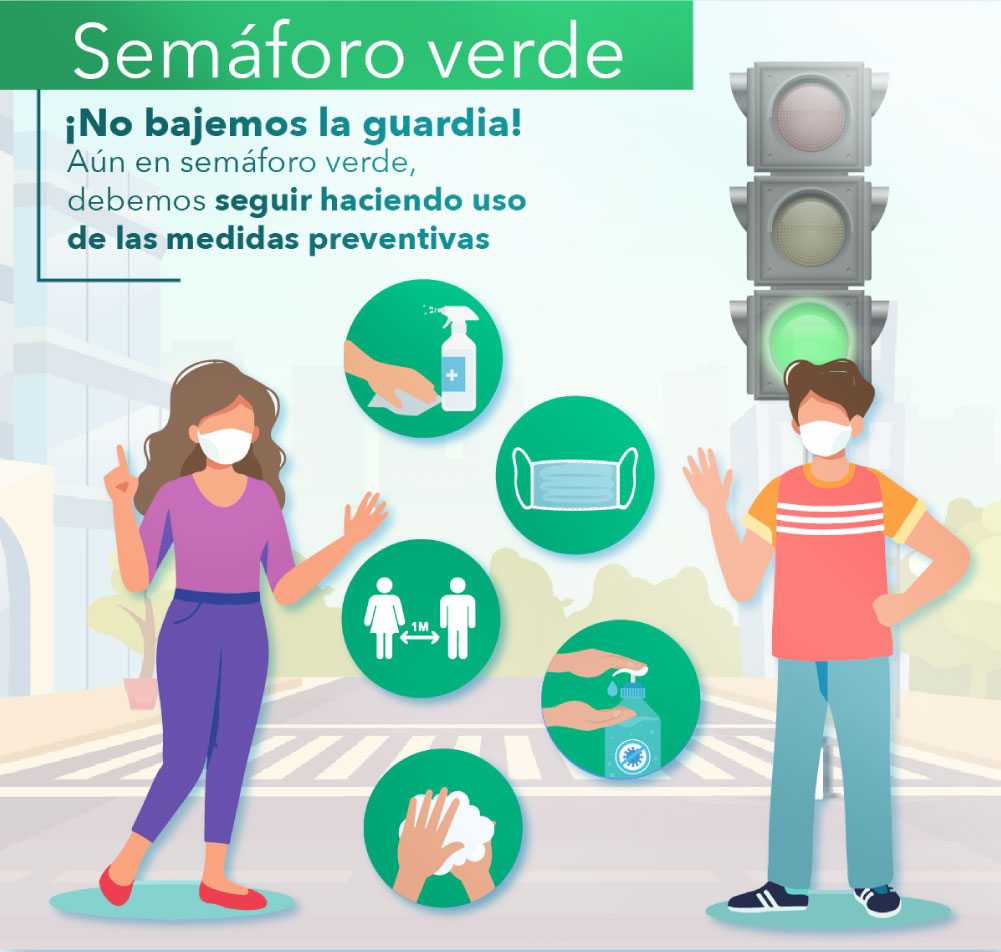 Semáforo verde
¡No bajemos la guardia!
Aún en semáforo verde,
debemos seguir haciendo uso
de las medidas preventivas
1M